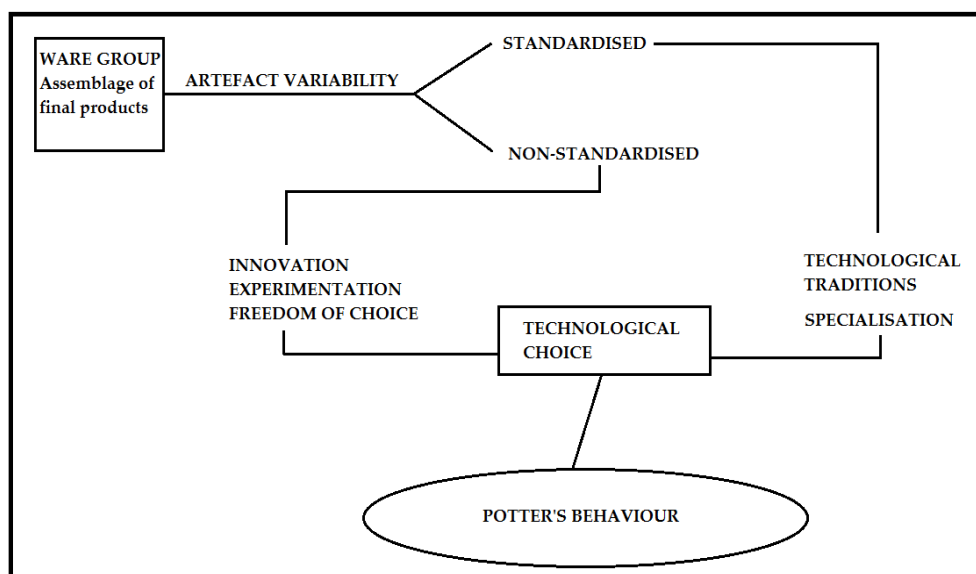 WARE GROUP
Assemblage of
final products
ARTEFACT VARIABILITY
STANDARDISED
NON-STANDARDISED
INNOVATION
EXPERIMENTATION
FREEDOM OF CHOICE
TECHNOLOGICAL
TRADITIONS
SPECIALISATION
TECHNOLOGICAL
CHOICE
POTTER'S BEHAVIOUR